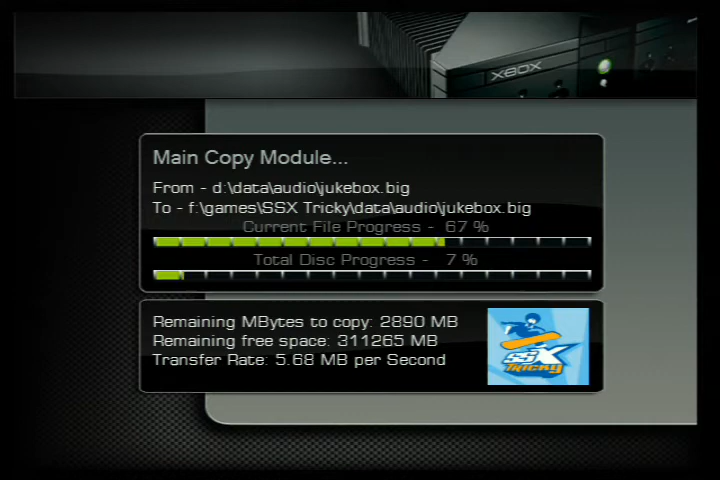 XBOX
Main Copy Module...
From - d:\data\audio\jukebox.big
To - f:\games\SSX Tricky\data\audio\jukebox.big
Current File Progress - 67 %
Total Disc Progress - 7 %
Remaining MBytes to copy: 2890 MB
Remaining free space: 311265 MB
Transfer Rate: 5.68 MB per Second
SSX
TRICKY